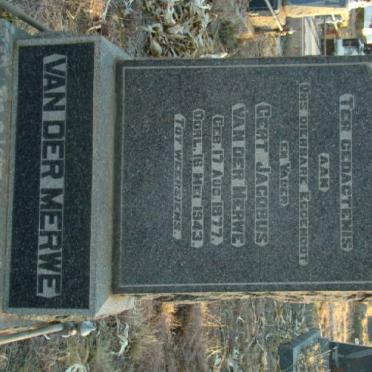 TER GEDAGTENIS
AAN
ONS DIERBARE EGGENOOT
EN VADER
GERT JACOBUS
VAN DER MERWE
GEB. 17 AUG. 1877
OORL. 16 MEI 1943
TOT WEERSIENS
VAN DER MERWE